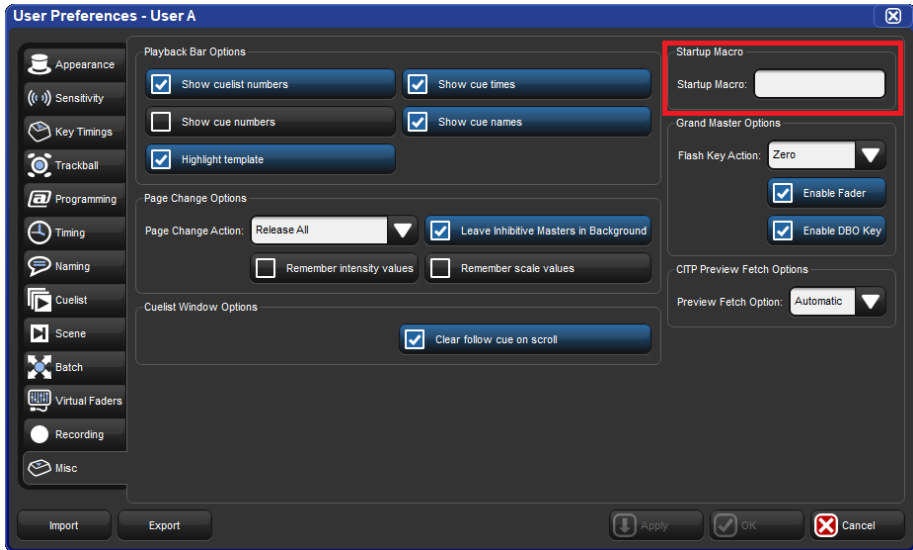 User Preferences - User A
Appearance
Sensitivity
Key Timings
Trackball
Programming
Timing
Naming
Cuelist
Scene
Batch
Virtual Faders
Recording
Misc
Playback Bar Options
Show cuelist numbers
Show cue times
Show cue numbers
Show cue names
Highlight template
Page Change Options
Page Change Action: Release All
Leave Inhibitive Masters in Background
Remember intensity values
Remember scale values
Cuelist Window Options
Clear follow cue on scroll
Startup Macro
Startup Macro:
Grand Master Options
Flash Key Action: Zero
Enable Fader
Enable DBO Key
CITP Preview Fetch Options
Preview Fetch Option: Automatic
Import
Export
Apply
OK
Cancel